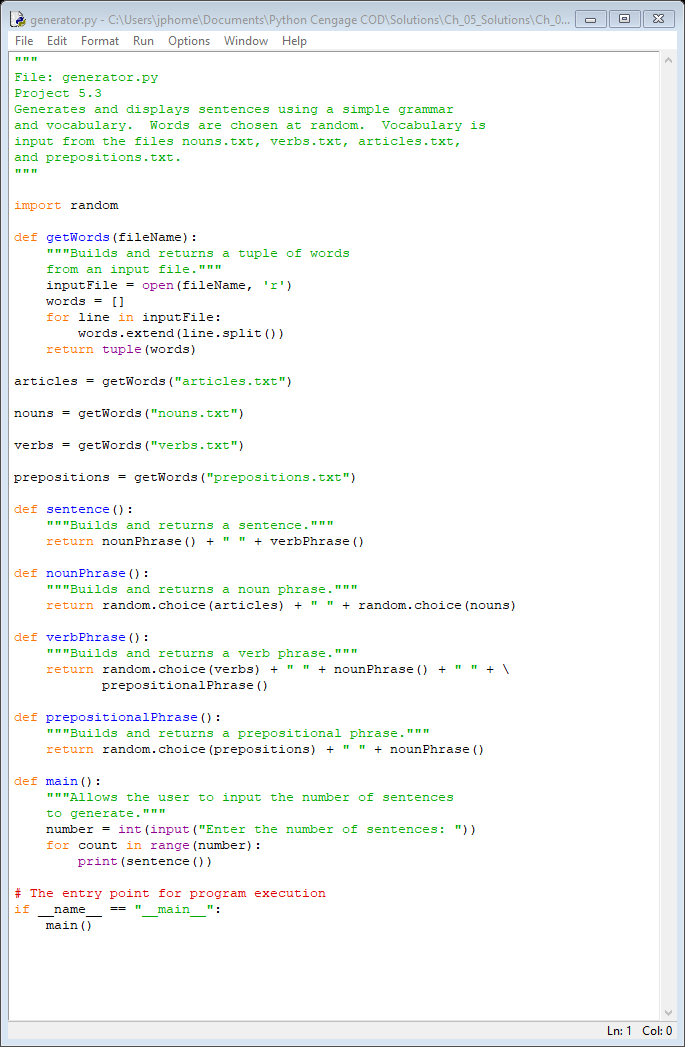 generator.py - C:\Users\jphome\Documents\Python Cengage COD\Solutions\Ch_05_Solutions\Ch_0...
File Edit Format Run Options Window Help
"""
File: generator.py
Project 5.3
Generates and displays sentences using a simple grammar
and vocabulary.  Words are chosen at random.  Vocabulary is
input from the files nouns.txt, verbs.txt, articles.txt,
and prepositions.txt.
"""
import random
def getWords(fileName):
    """Builds and returns a tuple of words
    from an input file."""
    inputFile = open(fileName, 'r')
    words = []
    for line in inputFile:
        words.extend(line.split())
    return tuple(words)
articles = getWords("articles.txt")
nouns = getWords("nouns.txt")
verbs = getWords("verbs.txt")
prepositions = getWords("prepositions.txt")
def sentence():
    """Builds and returns a sentence."""
    return nounPhrase() + " " + verbPhrase()
def nounPhrase():
    """Builds and returns a noun phrase."""
    return random.choice(articles) + " " + random.choice(nouns)
def verbPhrase():
    """Builds and returns a verb phrase."""
    return random.choice(verbs) + " " + nounPhrase() + " " + \
           prepositionalPhrase()
def prepositionalPhrase():
    """Builds and returns a prepositional phrase."""
    return random.choice(prepositions) + " " + nounPhrase()
def main():
    """Allows the user to input the number of sentences
    to generate."""
    number = int(input("Enter the number of sentences: "))
    for count in range(number):
        print(sentence())
# The entry point for program execution
if __name__ == "__main__":
    main()
Ln: 1 Col: 0